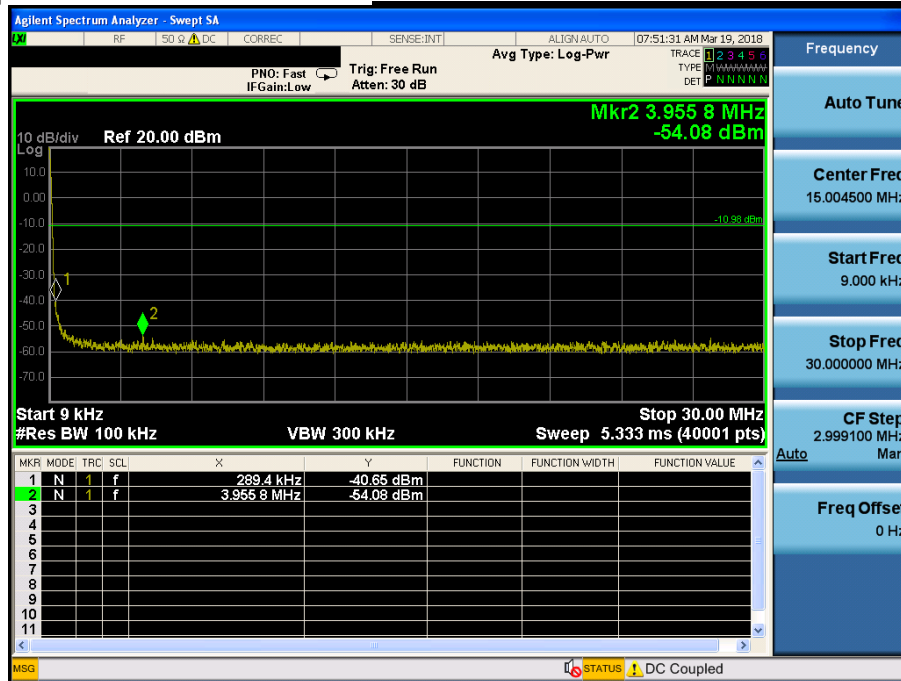 Agilent Spectrum Analyzer - Swept SA
LXI RF 50 Ω DC CORREC SENSE:INT ALIGN AUTO 07:51:31 AM Mar 19, 2018
Avg Type: Log-Pwr
TRACE 1 2 3 4 5 6
PNO: Fast Trig: Free Run
TYPE M WWWWW
IFGain:Low Atten: 30 dB
DET P N N N N N
Mkr2 3.955 8 MHz
-54.08 dBm
10 dB/div Ref 20.00 dBm
Log
10.0
0.00
-10.0
-10.98 dBm
-20.0
-30.0
1
-40.0
2
-50.0
-60.0
-70.0
Start 9 kHz Stop 30.00 MHz
#Res BW 100 kHz VBW 300 kHz Sweep 5.333 ms (40001 pts)
MKR MODE TRC SCL X Y FUNCTION FUNCTION WIDTH FUNCTION VALUE
1 N 1 f 289.4 kHz -40.65 dBm
2 N 1 f 3.955 8 MHz -54.08 dBm
3
4
5
6
7
8
9
10
11
MSG STATUS DC Coupled
Frequency
Auto Tune
Center Freq
15.004500 MHz
Start Freq
9.000 kHz
Stop Freq
30.000000 MHz
CF Step
2.999100 MHz
Auto Man
Freq Offset
0 Hz